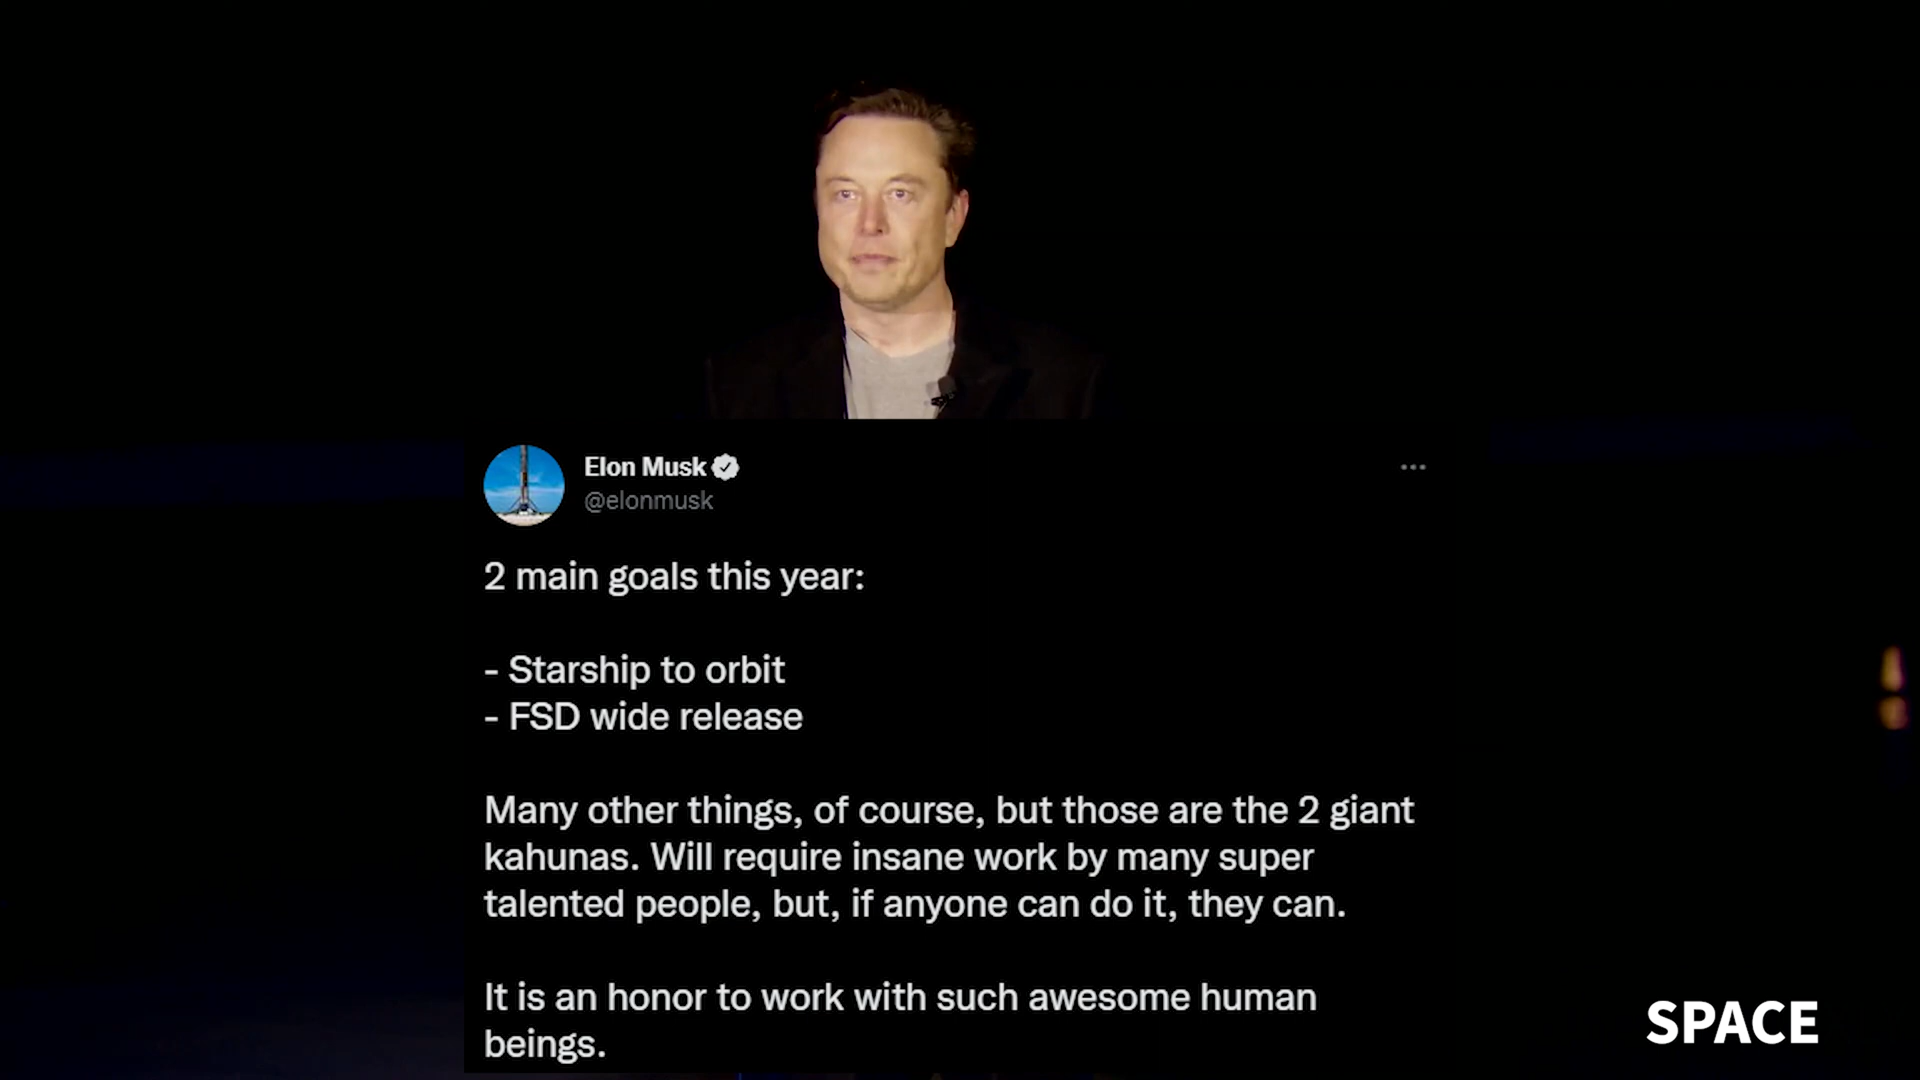 Elon Musk
@elonmusk
2 main goals this year:
- Starship to orbit
- FSD wide release
Many other things, of course, but those are the 2 giant
kahunas. Will require insane work by many super
talented people, but, if anyone can do it, they can.
It is an honor to work with such awesome human
beings.
SPACE